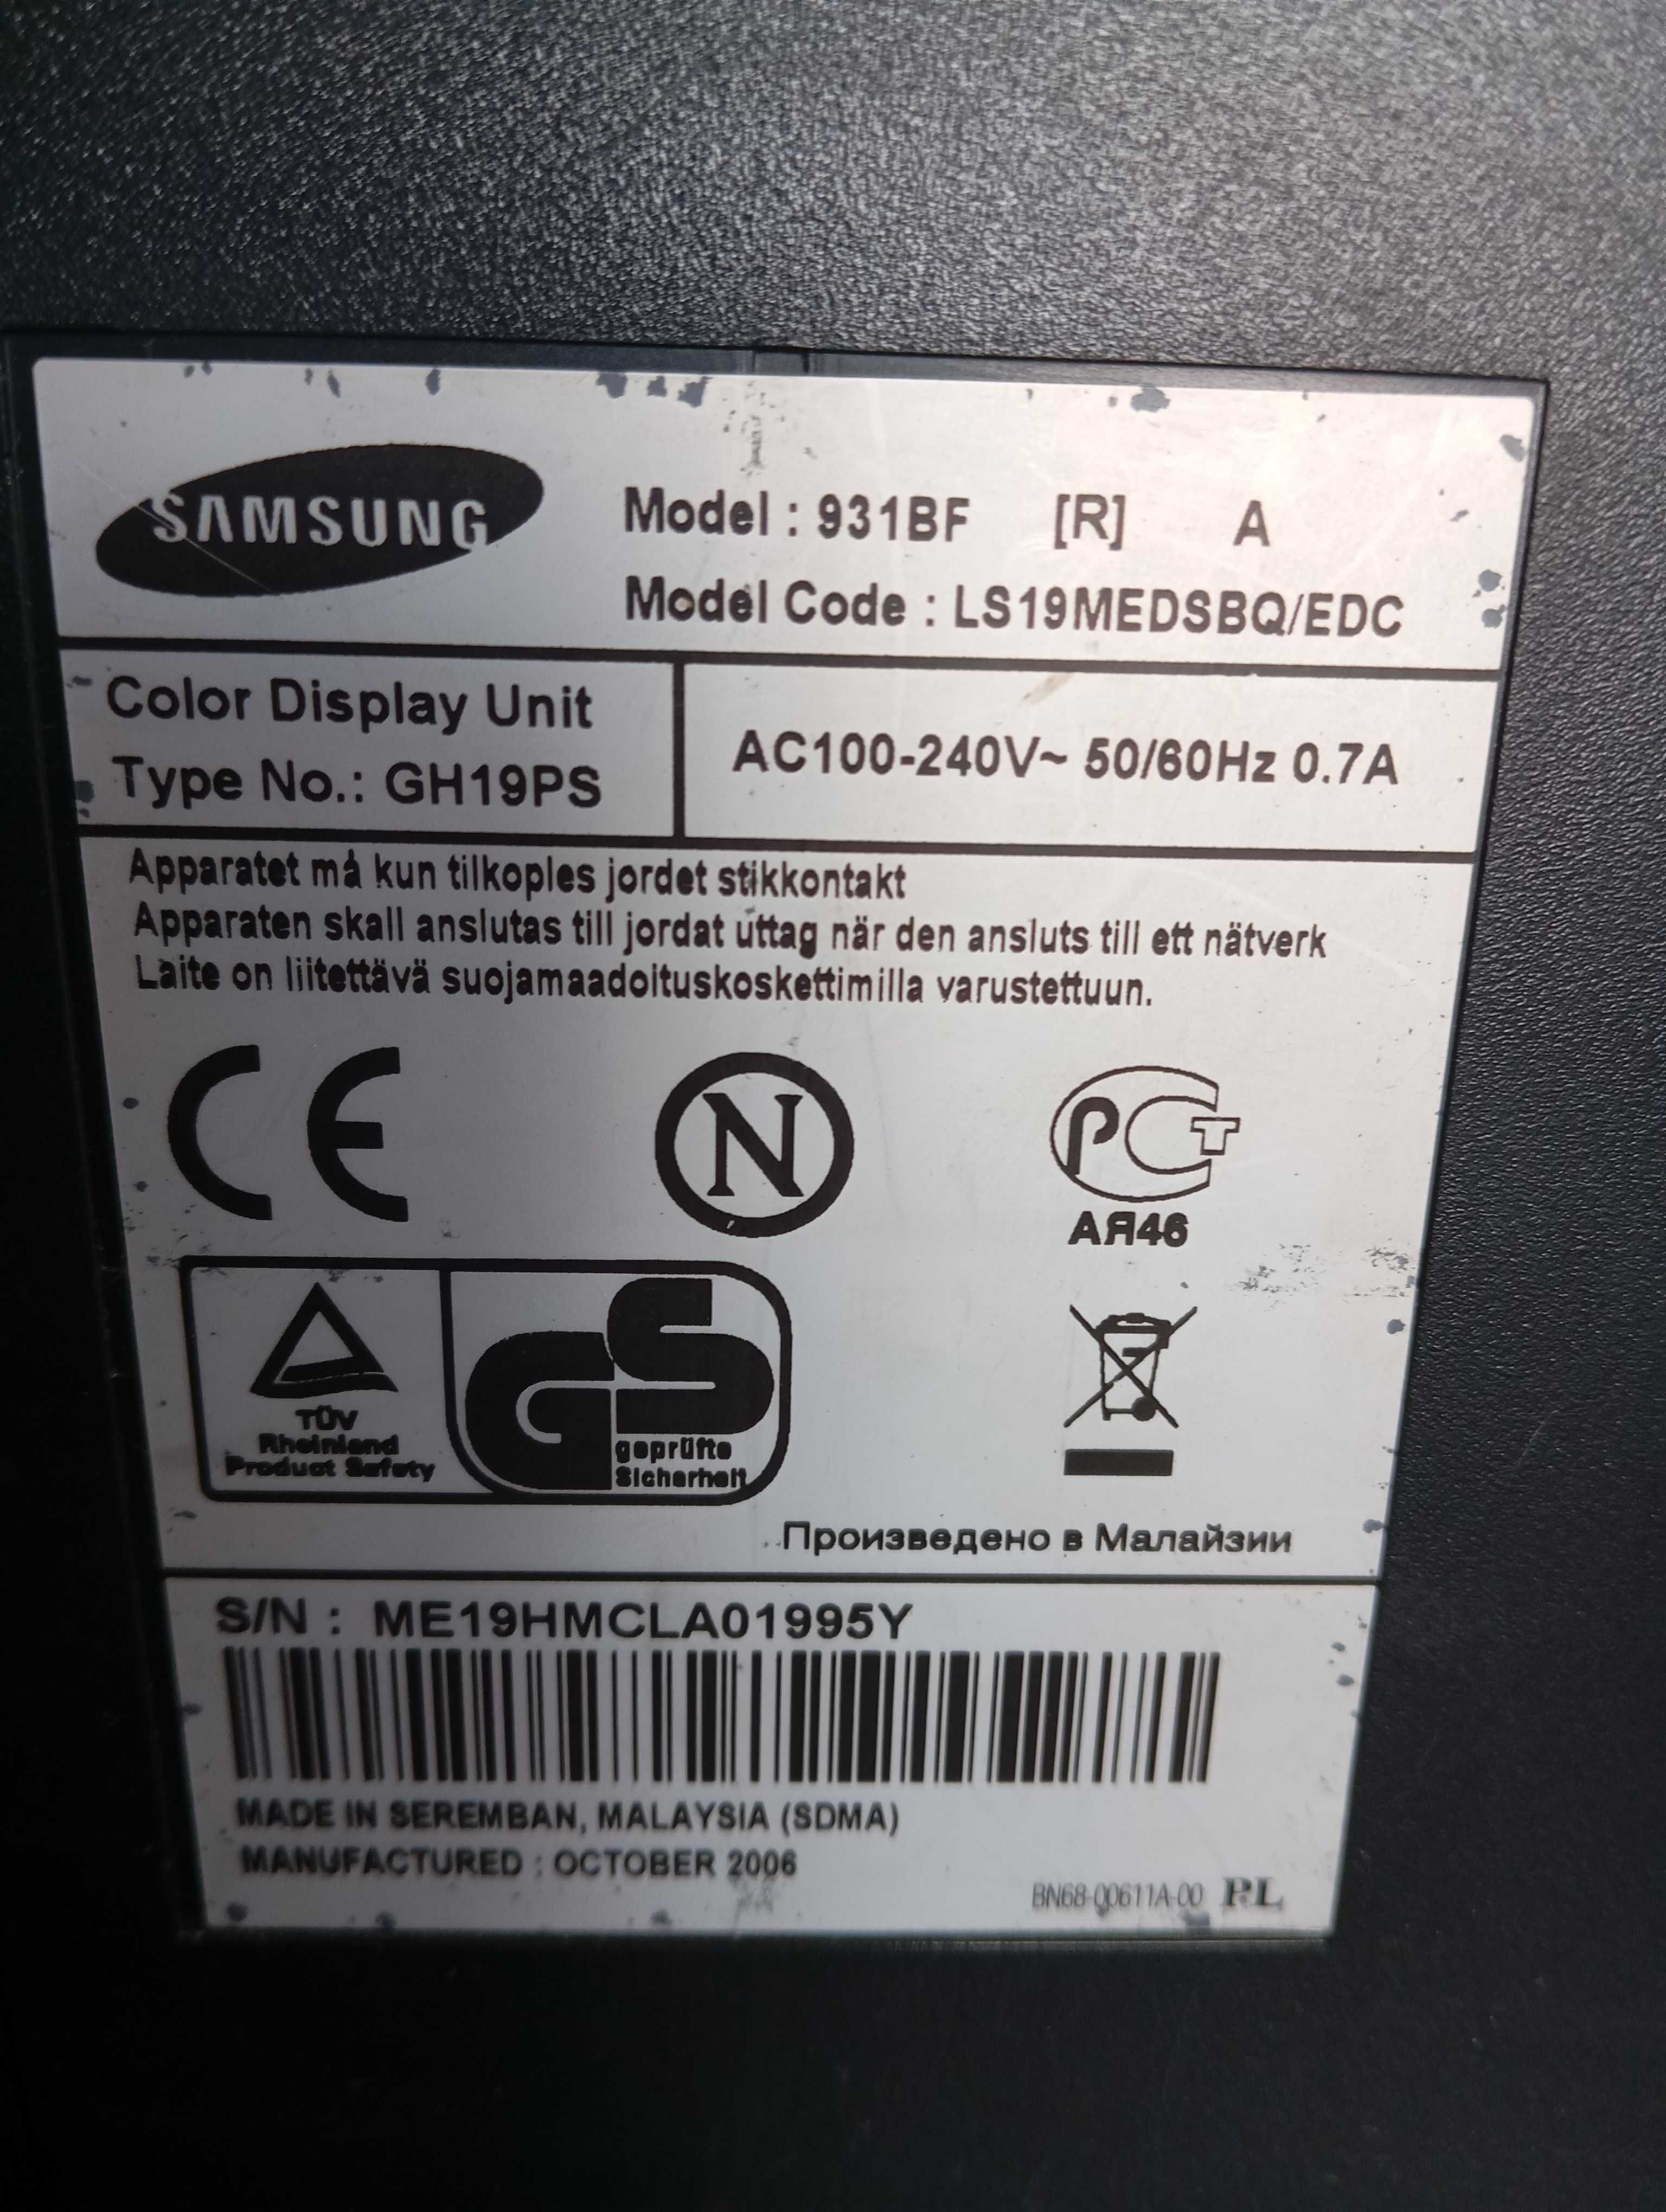 SAMSUNG
Model : 931BF [R] A
Model Code : LS19MEDSBQ/EDC
Color Display Unit
Type No.: GH19PS
AC100-240V~ 50/60Hz 0.7A
Apparatet må kun tilkoples jordet stikkontakt
Apparaten skall anslutas till jordat uttag när den ansluts till ett nätverk
Laite on liitettävä suojamaadoituskoskettimilla varustettuun.
CE
N
РСТ
АЯ46
TÜV
Rheinland
Product Safety
GS
geprüfte
Sicherheit
Произведено в Малайзии
S/N : ME19HMCLA01995Y
MADE IN SEREMBAN, MALAYSIA (SDMA)
MANUFACTURED : OCTOBER 2006
BN68-00611A-00 P.L